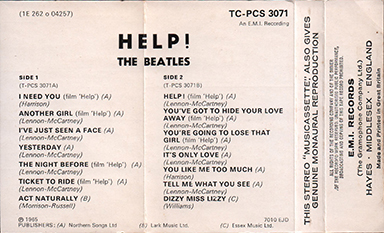 (1E 262 o 04257)
TC-PCS 3071
An E.M.I. Recording
HELP!
THE BEATLES
SIDE 1
(T-PCS 3071A)
I NEED YOU (film 'Help') (A)
(Harrison)
ANOTHER GIRL (film 'Help') (A)
(Lennon-McCartney)
I'VE JUST SEEN A FACE (A)
(Lennon-McCartney)
YESTERDAY (A)
(Lennon-McCartney)
THE NIGHT BEFORE (film 'Help') (A)
(Lennon-McCartney)
TICKET TO RIDE (film 'Help') (A)
(Lennon-McCartney)
ACT NATURALLY (B)
(Morrison-Russell)
SIDE 2
(T-PCS 3071B)
HELP! (film 'Help') (A)
(Lennon-McCartney)
YOU'VE GOT TO HIDE YOUR LOVE
AWAY (film 'Help') (A)
(Lennon-McCartney)
YOU'RE GOING TO LOSE THAT
GIRL (film 'Help') (A)
(Lennon-McCartney)
IT'S ONLY LOVE (A)
(Lennon-McCartney)
YOU LIKE ME TOO MUCH (A)
(Harrison)
TELL ME WHAT YOU SEE (A)
(Lennon-McCartney)
DIZZY MISS LIZZY (C)
(Williams)
Ⓟ 1965
7010 EJD
PUBLISHERS: (A) Northern Songs Ltd (B) Lark Music Ltd. (C) Essex Music Ltd.
THIS STEREO "MUSICASSETTE" ALSO GIVES
GENUINE MONAURAL REPRODUCTION
E.M.I. RECORDS
(The Gramophone Company Ltd.)
HAYES · MIDDLESEX · ENGLAND
Made and Printed in Great Britain